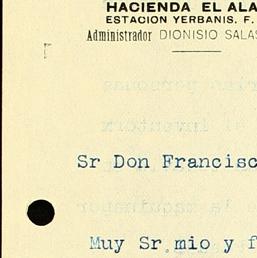 HACIENDA EL ALA
ESTACION YERBANIS. F.
Administrador DIONISIO SALAS
Sr Don Francisc
Muy Sr.mio y f